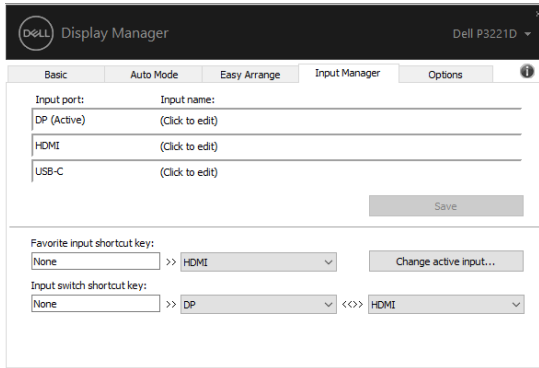 DELL Display Manager Dell P3221D
Basic Auto Mode Easy Arrange Input Manager Options
Input port: Input name:
DP (Active) (Click to edit)
HDMI (Click to edit)
USB-C (Click to edit)
Save
Favorite input shortcut key:
None >> HDMI Change active input...
Input switch shortcut key:
None >> DP <<>> HDMI